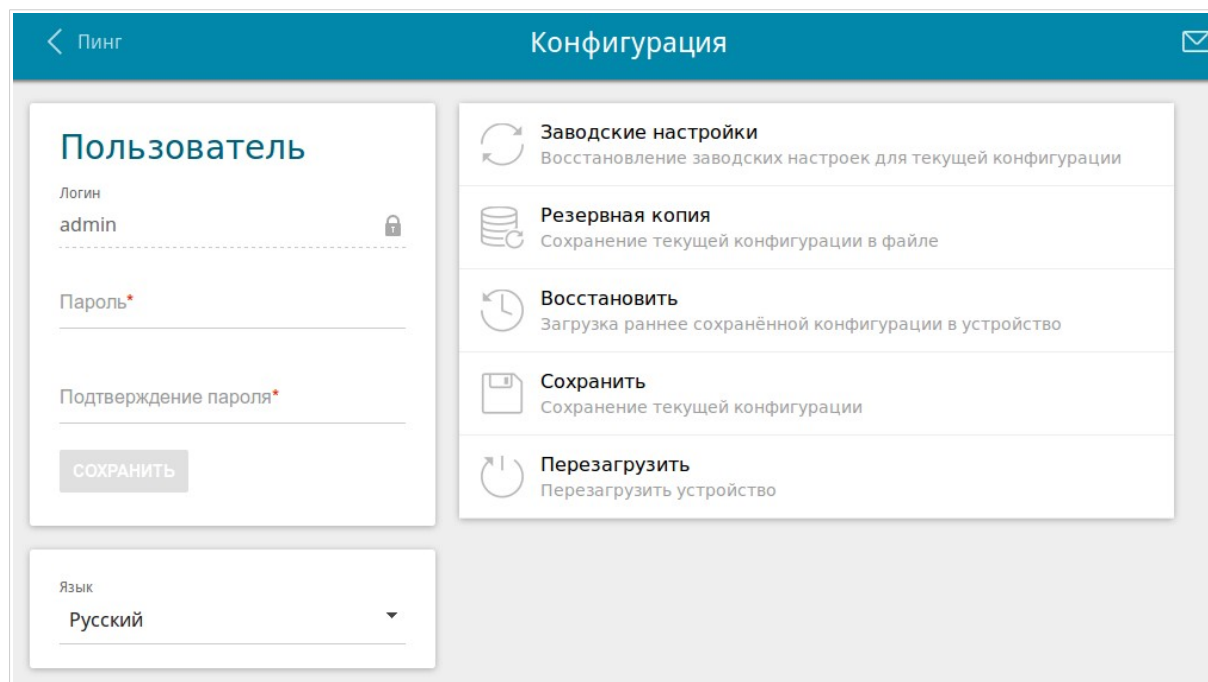 Пинг
Конфигурация
Пользователь
Логин
admin
Пароль*
Подтверждение пароля*
СОХРАНИТЬ
Язык
Русский
Заводские настройки
Восстановление заводских настроек для текущей конфигурации
Резервная копия
Сохранение текущей конфигурации в файле
Восстановить
Загрузка раннее сохранённой конфигурации в устройство
Сохранить
Сохранение текущей конфигурации
Перезагрузить
Перезагрузить устройство